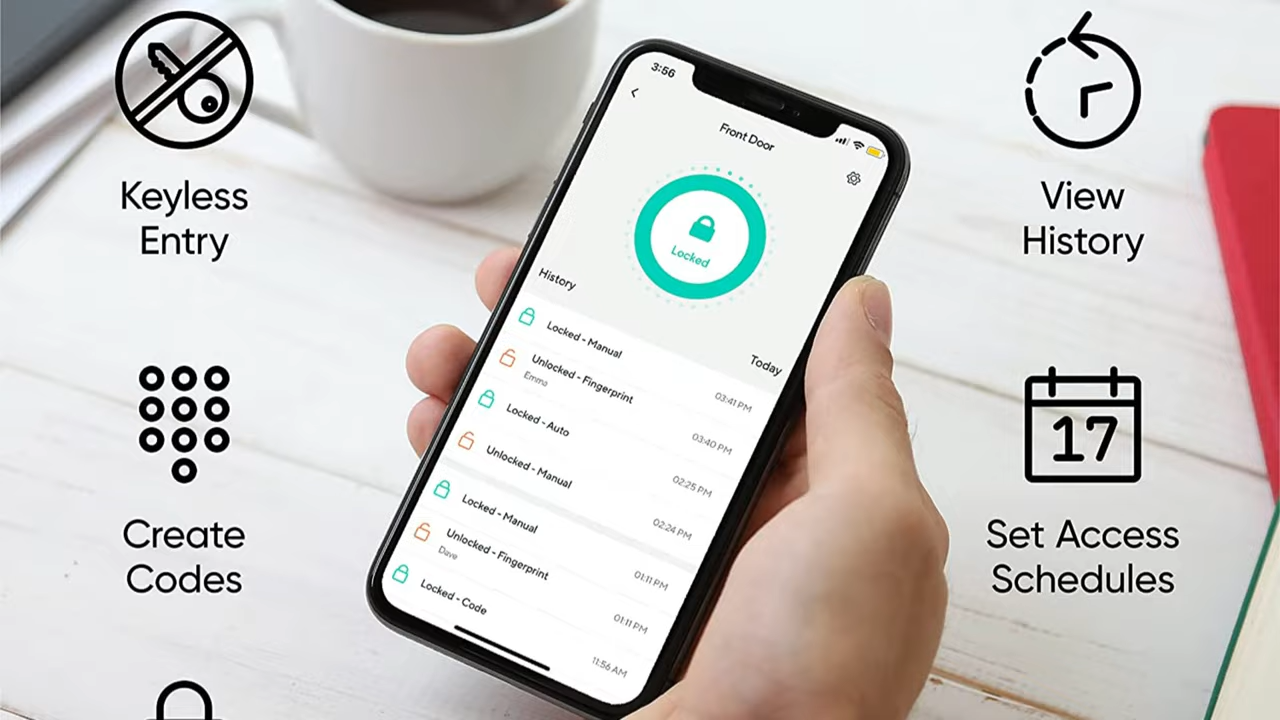 Keyless
Entry
Create
Codes
3:56
Front Door
Locked
History
Today
Locked - Manual
03:41 PM
Unlocked - Fingerprint
Emma
03:40 PM
Locked - Auto
02:25 PM
Unlocked - Manual
02:24 PM
Locked - Manual
01:11 PM
Unlocked - Fingerprint
Dave
01:11 PM
Locked - Code
11:56 AM
View
History
17
Set Access
Schedules